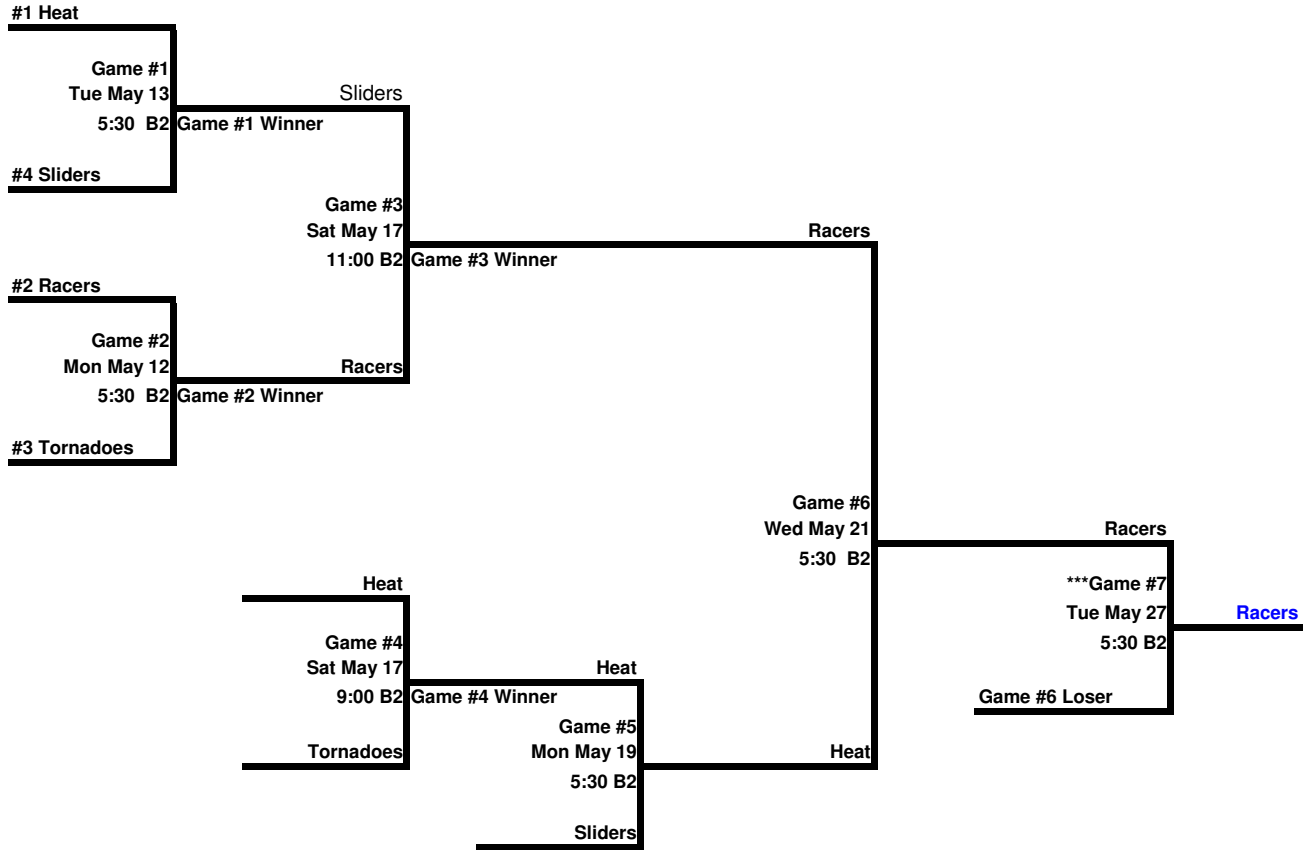 #1 Heat
Game #1
Tue May 13
Sliders
5:30 B2
Game #1 Winner
#4 Sliders
Game #3
Sat May 17
Racers
11:00 B2
Game #3 Winner
#2 Racers
Game #2
Mon May 12
Racers
5:30 B2
Game #2 Winner
#3 Tornadoes
Game #6
Wed May 21
Racers
5:30 B2
Heat
***Game #7
Tue May 27
Racers
5:30 B2
Game #4
Sat May 17
Heat
9:00 B2
Game #4 Winner
Game #6 Loser
Game #5
Tornadoes
Mon May 19
Heat
5:30 B2
Sliders